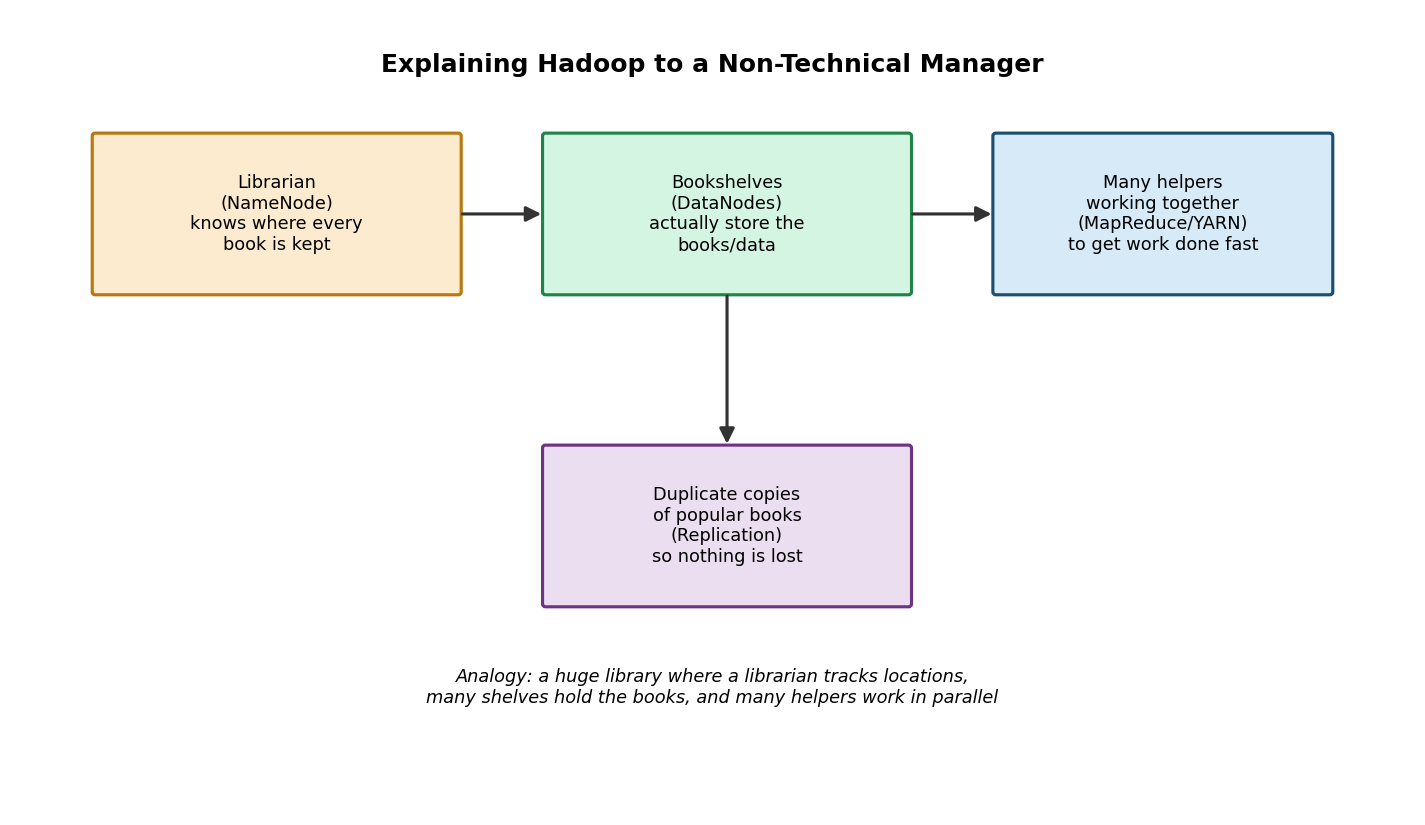 Explaining Hadoop to a Non-Technical Manager
Librarian
(NameNode)
knows where every
book is kept
Bookshelves
(DataNodes)
actually store the
books/data
Many helpers
working together
(MapReduce/YARN)
to get work done fast
Duplicate copies
of popular books
(Replication)
so nothing is lost
Analogy: a huge library where a librarian tracks locations,
many shelves hold the books, and many helpers work in parallel